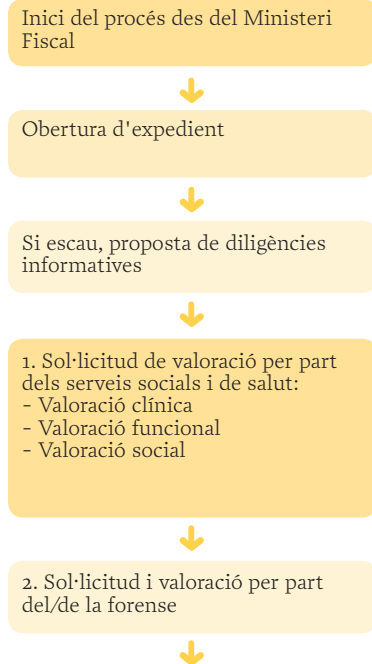 Inici del procés des del Ministeri
Fiscal
Obertura d'expedient
Si escau, proposta de diligències
informatives
1. Sol·licitud de valoració per part
dels serveis socials i de salut:
- Valoració clínica
- Valoració funcional
- Valoració social
2. Sol·licitud i valoració per part
del/de la forense